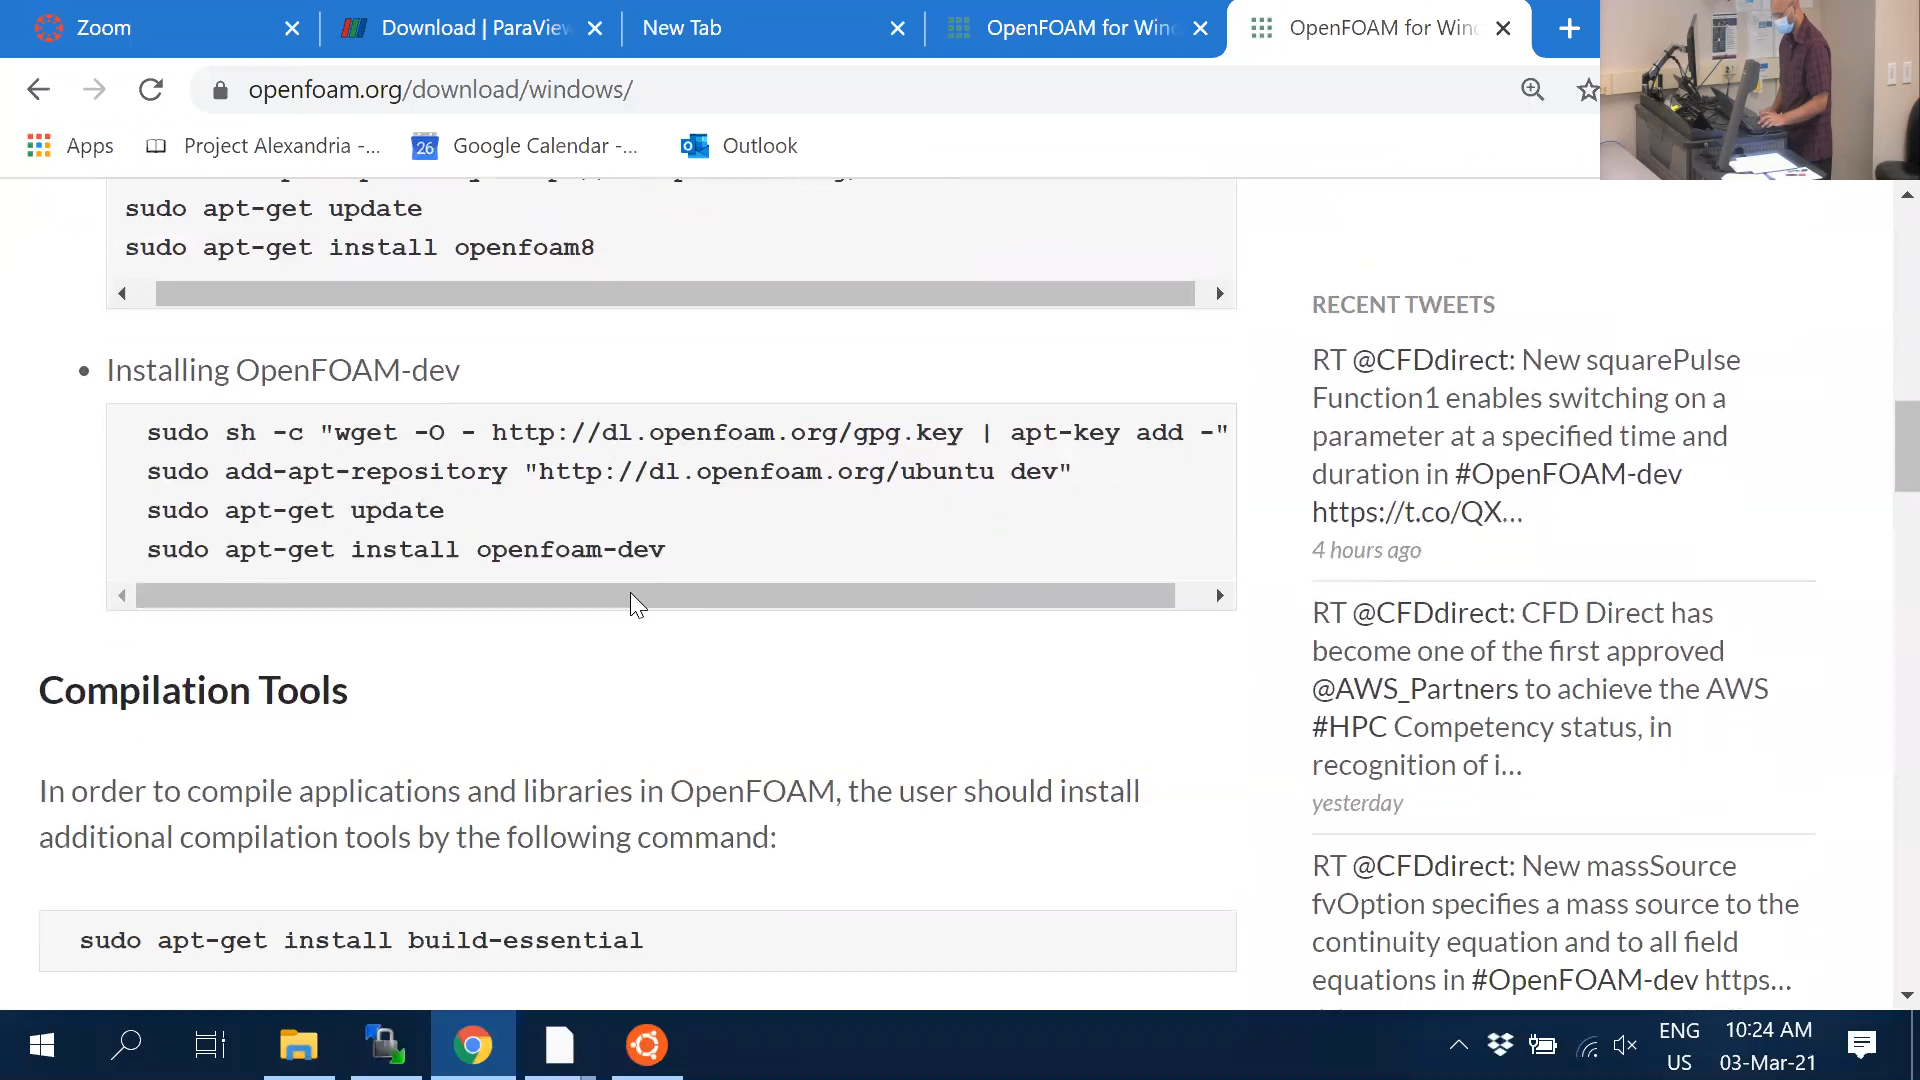 Zoom
Download | ParaView
New Tab
OpenFOAM for Win
OpenFOAM for Win
openfoam.org/download/windows/
Apps
Project Alexandria -...
26
Google Calendar -...
Outlook
sudo apt-get update
sudo apt-get install openfoam8
• Installing OpenFOAM-dev
sudo sh -c "wget -O - http://dl.openfoam.org/gpg.key | apt-key add -"
sudo add-apt-repository "http://dl.openfoam.org/ubuntu dev"
sudo apt-get update
sudo apt-get install openfoam-dev
Compilation Tools
In order to compile applications and libraries in OpenFOAM, the user should install
additional compilation tools by the following command:
sudo apt-get install build-essential
RECENT TWEETS
RT @CFDdirect: New squarePulse
Function1 enables switching on a
parameter at a specified time and
duration in #OpenFOAM-dev
https://t.co/QX...
4 hours ago
RT @CFDdirect: CFD Direct has
become one of the first approved
@AWS_Partners to achieve the AWS
#HPC Competency status, in
recognition of i...
yesterday
RT @CFDdirect: New massSource
fvOption specifies a mass source to the
continuity equation and to all field
equations in #OpenFOAM-dev https...
ENG
US
10:24 AM
03-Mar-21